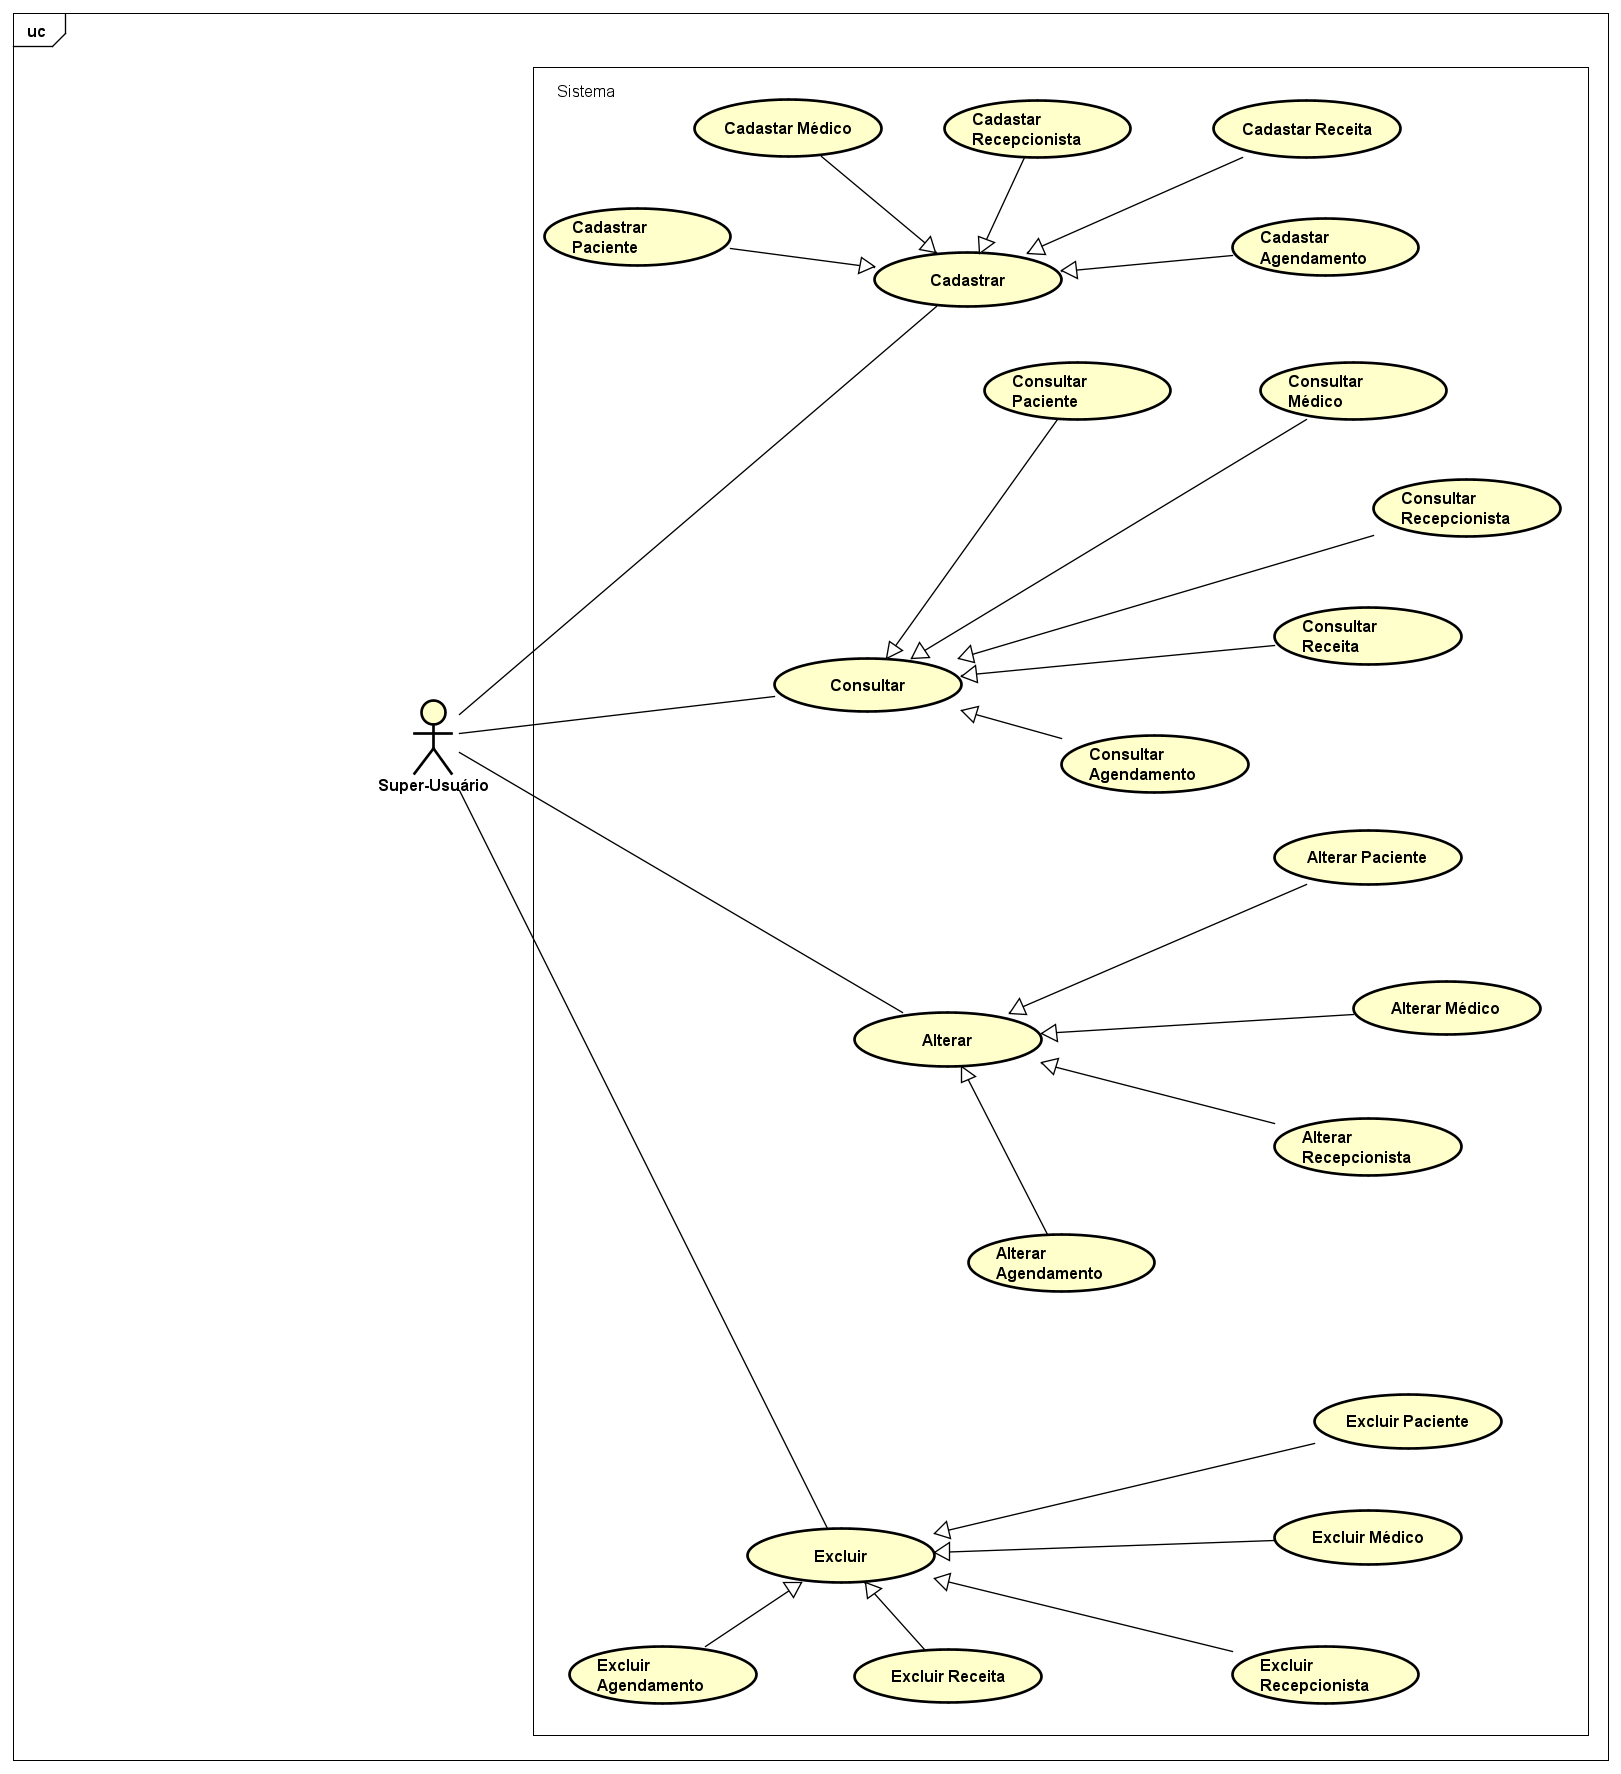 uc
Sistema
Cadastar Médico
Cadastar
Recepcionista
Cadastar Receita
Cadastrar
Paciente
Cadastar
Agendamento
Cadastrar
Consultar
Paciente
Consultar
Médico
Consultar
Recepcionista
Consultar
Receita
Consultar
Consultar
Agendamento
Super-Usuário
Alterar Paciente
Alterar Médico
Alterar
Alterar
Recepcionista
Alterar
Agendamento
Excluir Paciente
Excluir Médico
Excluir
Excluir
Agendamento
Excluir Receita
Excluir
Recepcionista